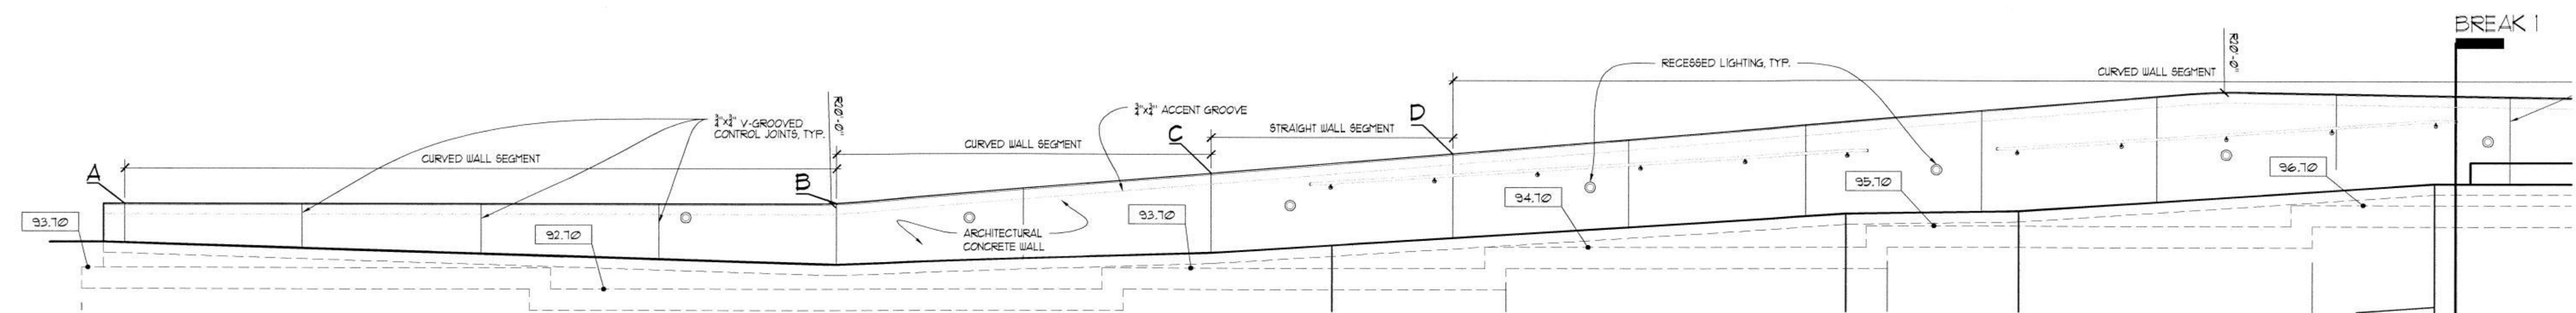 BREAK 1
R20'-0"
RECESSED LIGHTING, TYP.
CURVED WALL SEGMENT
R20'-0"
3/4"x3/4" ACCENT GROOVE
D
3/4"x3/4" V-GROOVED
CONTROL JOINTS, TYP.
STRAIGHT WALL SEGMENT
C
CURVED WALL SEGMENT
CURVED WALL SEGMENT
A
B
96.70
95.70
94.70
93.70
93.70
92.70
ARCHITECTURAL
CONCRETE WALL